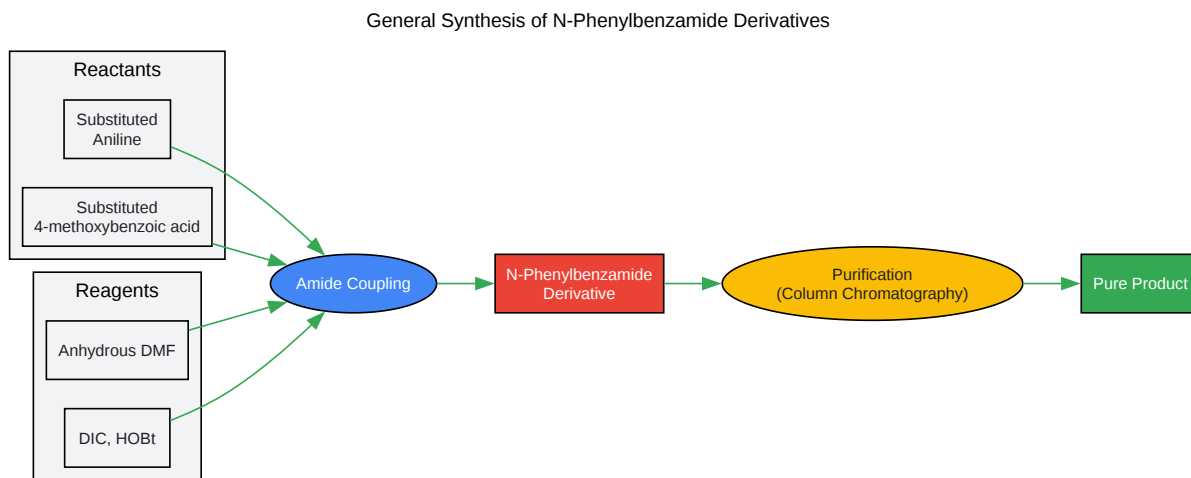 General Synthesis of N-Phenylbenzamide Derivatives
Reactants
Substituted
Aniline
Substituted
4-methoxybenzoic acid
Reagents
Anhydrous DMF
DIC, HOBt
Amide Coupling
N-Phenylbenzamide
Derivative
Purification
(Column Chromatography)
Pure Product